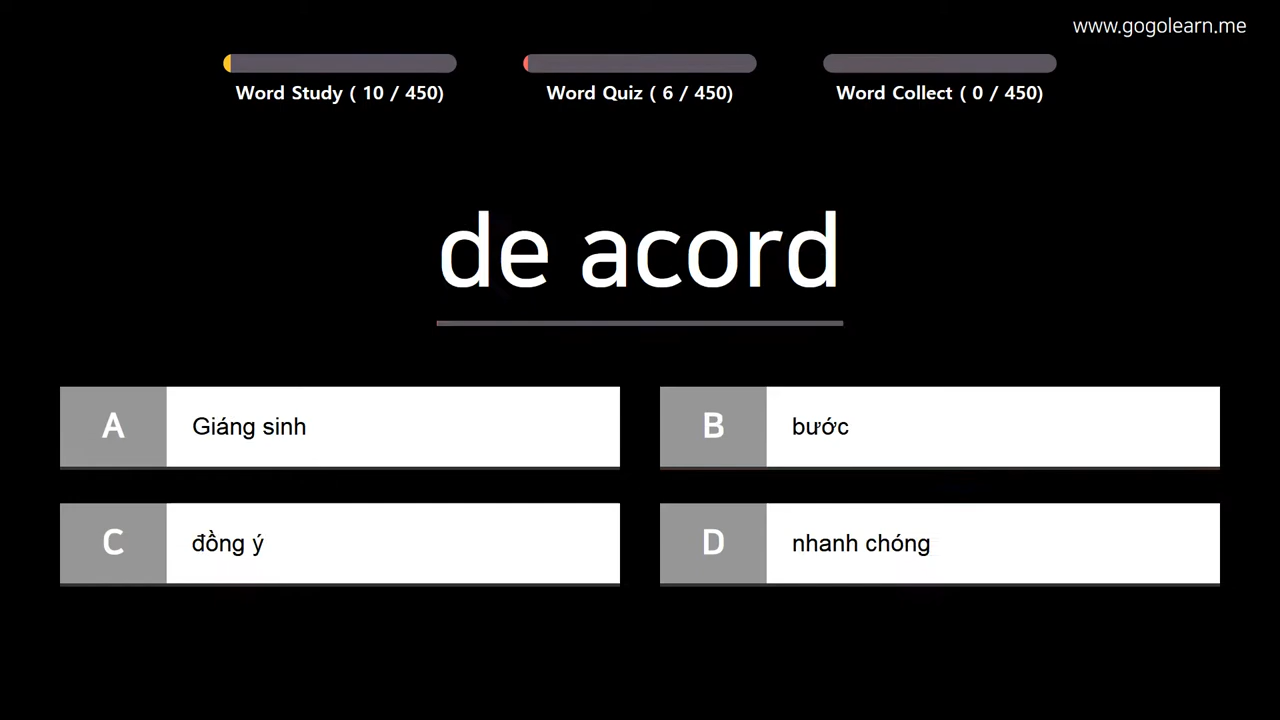 www.gogolearn.me
Word Study ( 10 / 450)
Word Quiz ( 6 / 450)
Word Collect ( 0 / 450)
de acord
A Giáng sinh
B bước
C đồng ý
D nhanh chóng